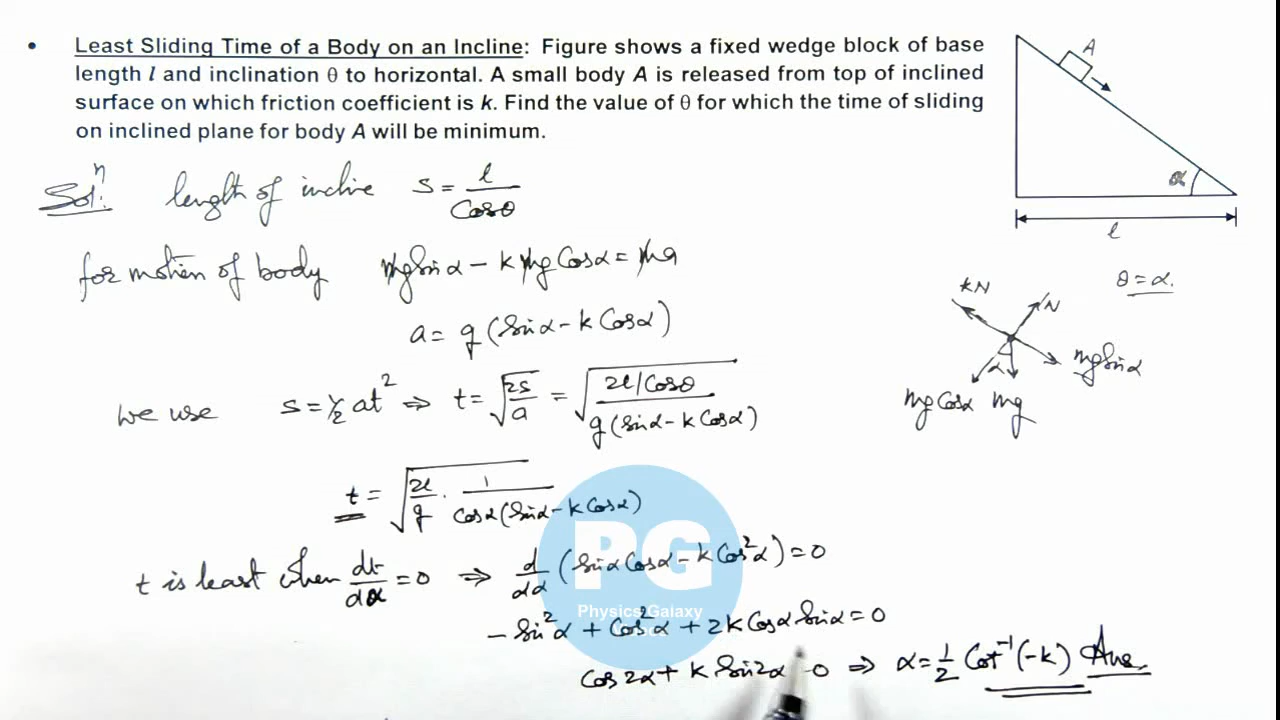 • Least Sliding Time of a Body on an Incline: Figure shows a fixed wedge block of base
length l and inclination θ to horizontal. A small body A is released from top of inclined
surface on which friction coefficient is k. Find the value of θ for which the time of sliding
on inclined plane for body A will be minimum.
A
α
l
Solⁿ. length of incline s = l/Cosθ
for motion of body mg Sinα − k mg Cosα = ma
a = g (Sinα − k Cosα)
θ = α.
kN
N
mg Sinα
α
mg Cosα mg
we use s = ½ at² ⇒ t = √(2s/a) = √((2l/Cosθ)/(g(Sinα − k Cosα)))
t = √(2l/g · 1/(Cosα(Sinα − k Cosα)))
t is least when dt/dα = 0 ⇒ d/dα (Sinα Cosα − k Cos²α) = 0
PG
Physics Galaxy
− Sin²α + Cos²α + 2k Cosα Sinα = 0
Cos2α + k Sin2α 0 ⇒ α = ½ Cot⁻¹(−k) Ans.